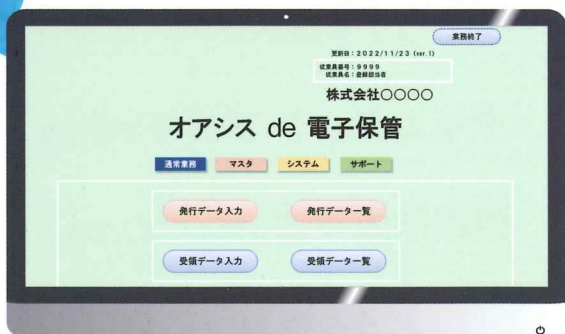 業務終了
更新日：2022/11/23 (ver.1)
従業員番号：9999
従業員名：登録担当者
株式会社〇〇〇〇
オアシス de 電子保管
通常業務 マスタ システム サポート
発行データ入力 発行データ一覧
受領データ入力 受領データ一覧